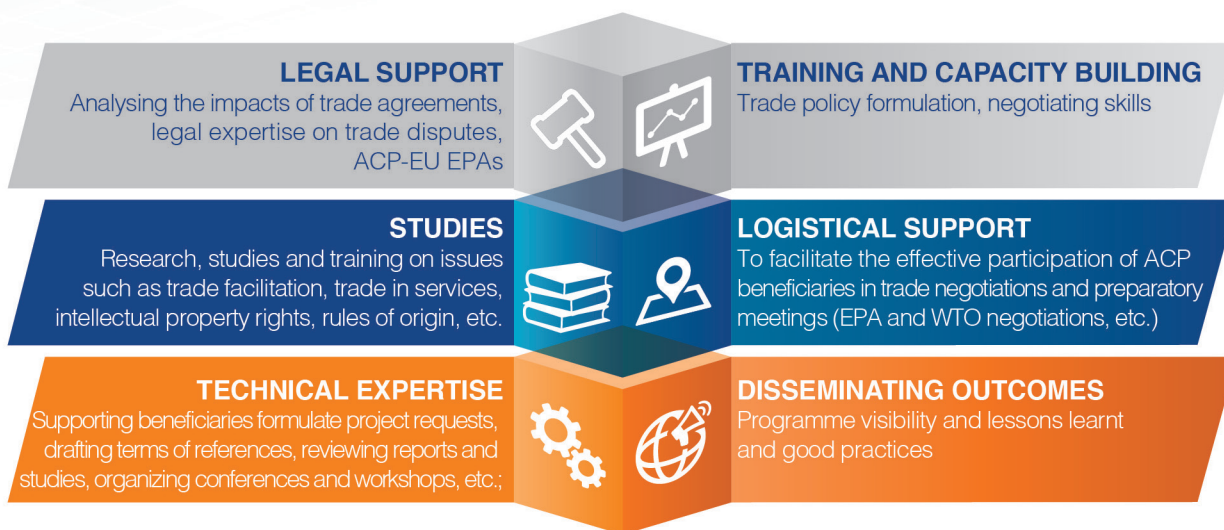 LEGAL SUPPORT
Analysing the impacts of trade agreements,
legal expertise on trade disputes,
ACP-EU EPAs
TRAINING AND CAPACITY BUILDING
Trade policy formulation, negotiating skills
STUDIES
Research, studies and training on issues
such as trade facilitation, trade in services,
intellectual property rights, rules of origin, etc.
LOGISTICAL SUPPORT
To facilitate the effective participation of ACP
beneficiaries in trade negotiations and preparatory
meetings (EPA and WTO negotiations, etc.)
TECHNICAL EXPERTISE
Supporting beneficiaries formulate project requests,
drafting terms of references, reviewing reports and
studies, organizing conferences and workshops, etc.;
DISSEMINATING OUTCOMES
Programme visibility and lessons learnt
and good practices